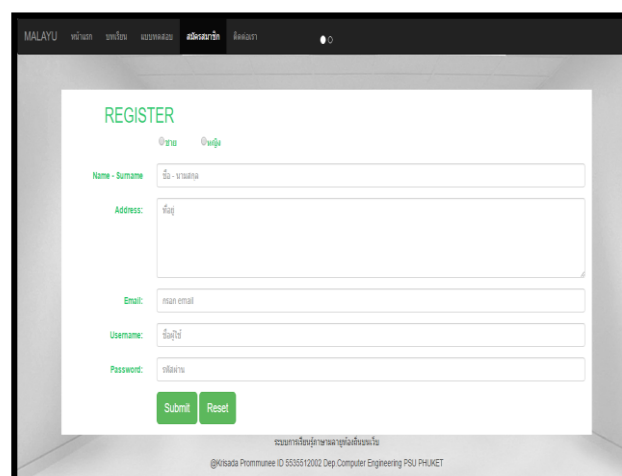 MALAYU หน้าแรก บทเรียน แบบทดสอบ สมัครสมาชิก ติดต่อเรา
REGISTER
ชาย หญิง
Name - Surname ชื่อ - นามสกุล
Address: ที่อยู่
Email: กรอก email
Username: ชื่อผู้ใช้
Password: รหัสผ่าน
Submit Reset
ระบบการเรียนรู้ภาษามลายูท้องถิ่นบนเว็บ
@Krisada Prommunee ID 5535512002 Dep.Computer Engineering PSU PHUKET